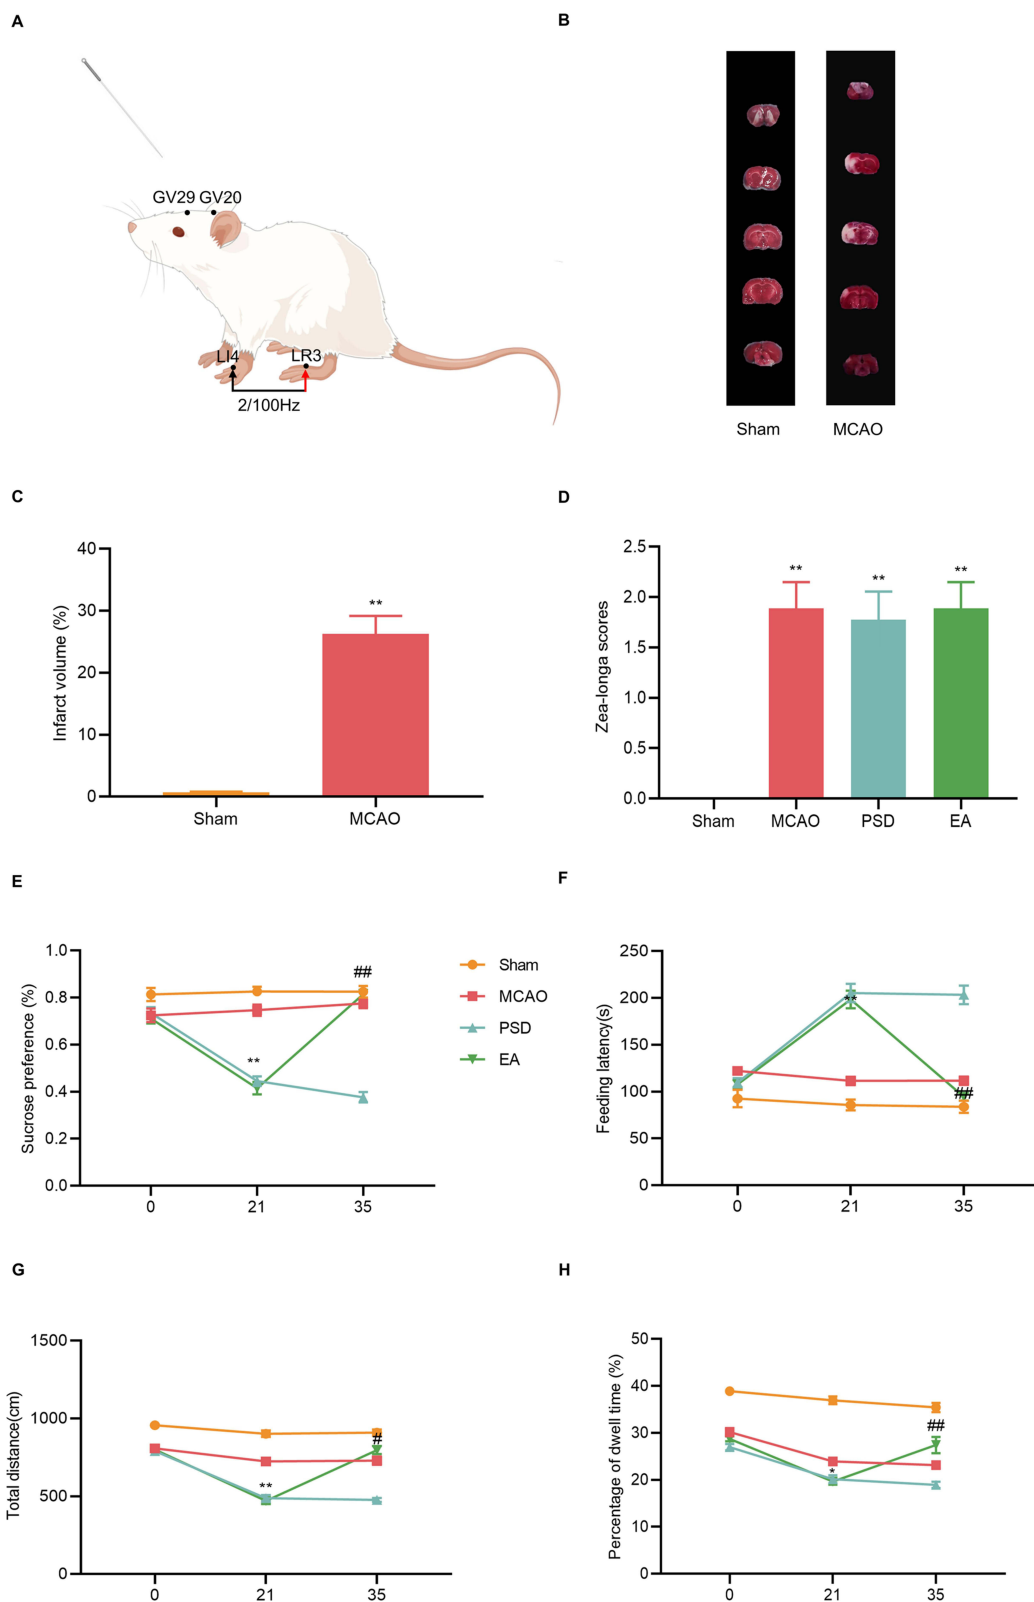 A
B
GV29 GV20
LI4
LR3
2/100Hz
Sham
MCAO
C
D
Infarct volume (%)
40
30
20
10
0
**
Sham
MCAO
Zea-longa scores
2.5
2.0
1.5
1.0
0.5
0.0
**
**
**
Sham
MCAO
PSD
EA
E
F
Sucrose preference (%)
1.0
0.8
0.6
0.4
0.2
0.0
**
##
0
21
35
Sham
MCAO
PSD
EA
Feeding latency(s)
250
200
150
100
50
0
**
##
0
21
35
G
H
Total distance(cm)
1500
1000
500
0
**
#
0
21
35
Percentage of dwell time (%)
50
40
30
20
10
0
*
##
0
21
35